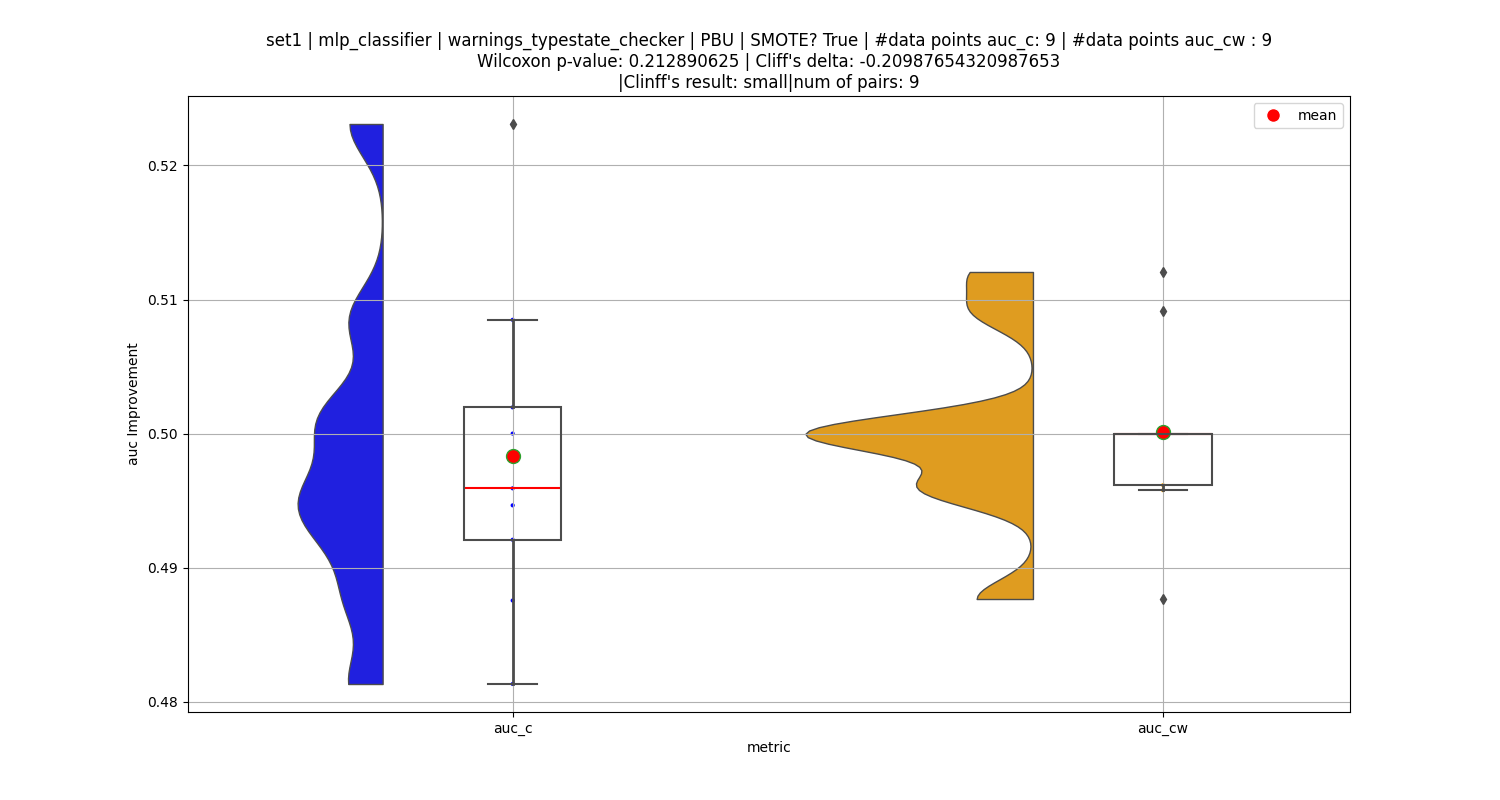 set1 | mlp_classifier | warnings_typestate_checker | PBU | SMOTE? True | #data points auc_c: 9 | #data points auc_cw : 9
Wilcoxon p-value: 0.212890625 | Cliff's delta: -0.20987654320987653
|Clinff's result: small|num of pairs: 9
mean
0.52
0.51
0.50
0.49
0.48
auc Improvement
auc_c
auc_cw
metric